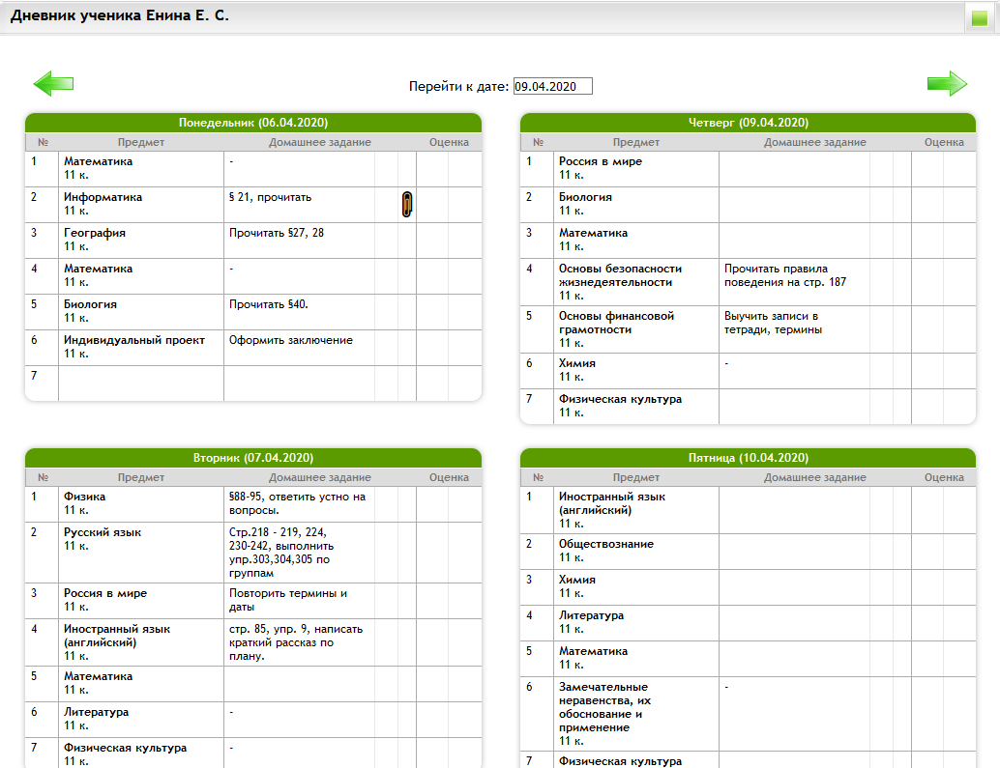 Дневник ученика Енина Е. С.
Перейти к дате: 09.04.2020
Понедельник (06.04.2020)
№ Предмет Домашнее задание Оценка
1 Математика -
11 к.
2 Информатика § 21, прочитать
11 к.
3 География Прочитать §27, 28
11 к.
4 Математика -
11 к.
5 Биология Прочитать §40.
11 к.
6 Индивидуальный проект Оформить заключение
11 к.
7
Четверг (09.04.2020)
№ Предмет Домашнее задание Оценка
1 Россия в мире
11 к.
2 Биология
11 к.
3 Математика
11 к.
4 Основы безопасности Прочитать правила
жизнедеятельности поведения на стр. 187
11 к.
5 Основы финансовой Выучить записи в
грамотности тетради, термины
11 к.
6 Химия -
11 к.
7 Физическая культура
11 к.
Вторник (07.04.2020)
№ Предмет Домашнее задание Оценка
1 Физика §88-95, ответить устно на
11 к. вопросы.
2 Русский язык Стр.218 - 219, 224,
11 к. 230-242, выполнить
упр.303,304,305 по
группам
3 Россия в мире Повторить термины и
11 к. даты
4 Иностранный язык стр. 85, упр. 9, написать
(английский) краткий рассказ по
11 к. плану.
5 Математика
11 к.
6 Литература -
11 к.
7 Физическая культура -
11 к.
Пятница (10.04.2020)
№ Предмет Домашнее задание Оценка
1 Иностранный язык
(английский)
11 к.
2 Обществознание
11 к.
3 Химия
11 к.
4 Литература
11 к.
5 Математика
11 к.
6 Замечательные -
неравенства, их
обоснование и
применение
11 к.
7 Физическая культура